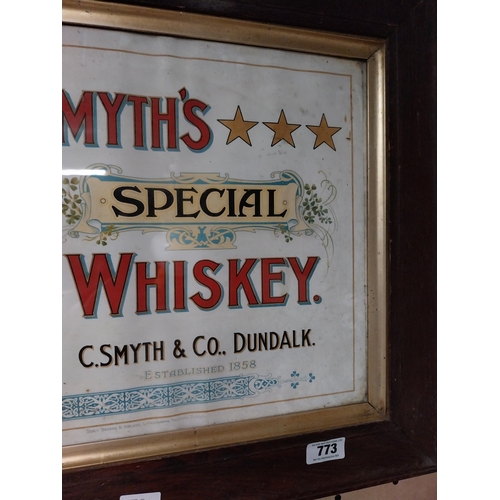 MYTH'S
SPECIAL
WHISKEY.
C.SMYTH & CO., DUNDALK.
ESTABLISHED 1858
773